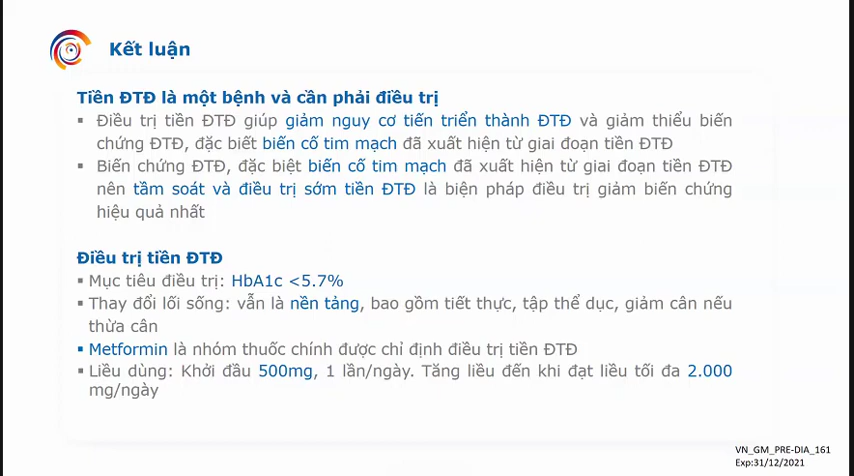 Kết luận
Tiền ĐTĐ là một bệnh và cần phải điều trị
▪ Điều trị tiền ĐTĐ giúp giảm nguy cơ tiến triển thành ĐTĐ và giảm thiểu biến
chứng ĐTĐ, đặc biết biến cố tim mạch đã xuất hiện từ giai đoạn tiền ĐTĐ
▪ Biến chứng ĐTĐ, đặc biệt biến cố tim mạch đã xuất hiện từ giai đoạn tiền ĐTĐ
nên tầm soát và điều trị sớm tiền ĐTĐ là biện pháp điều trị giảm biến chứng
hiệu quả nhất
Điều trị tiền ĐTĐ
▪ Mục tiêu điều trị: HbA1c <5.7%
▪ Thay đổi lối sống: vẫn là nền tảng, bao gồm tiết thực, tập thể dục, giảm cân nếu
thừa cân
▪ Metformin là nhóm thuốc chính được chỉ định điều trị tiền ĐTĐ
▪ Liều dùng: Khởi đầu 500mg, 1 lần/ngày. Tăng liều đến khi đạt liều tối đa 2.000
mg/ngày
VN_GM_PRE-DIA_161
Exp:31/12/2021